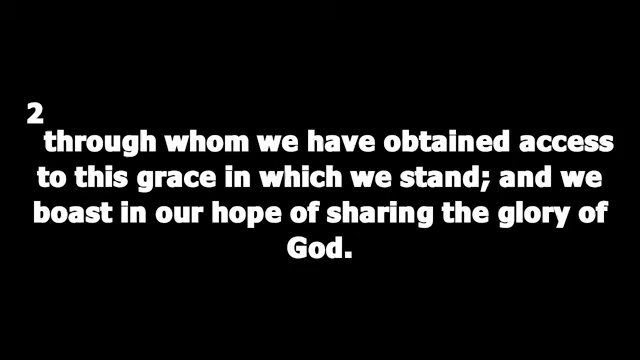 2
through whom we have obtained access
to this grace in which we stand; and we
boast in our hope of sharing the glory of
God.